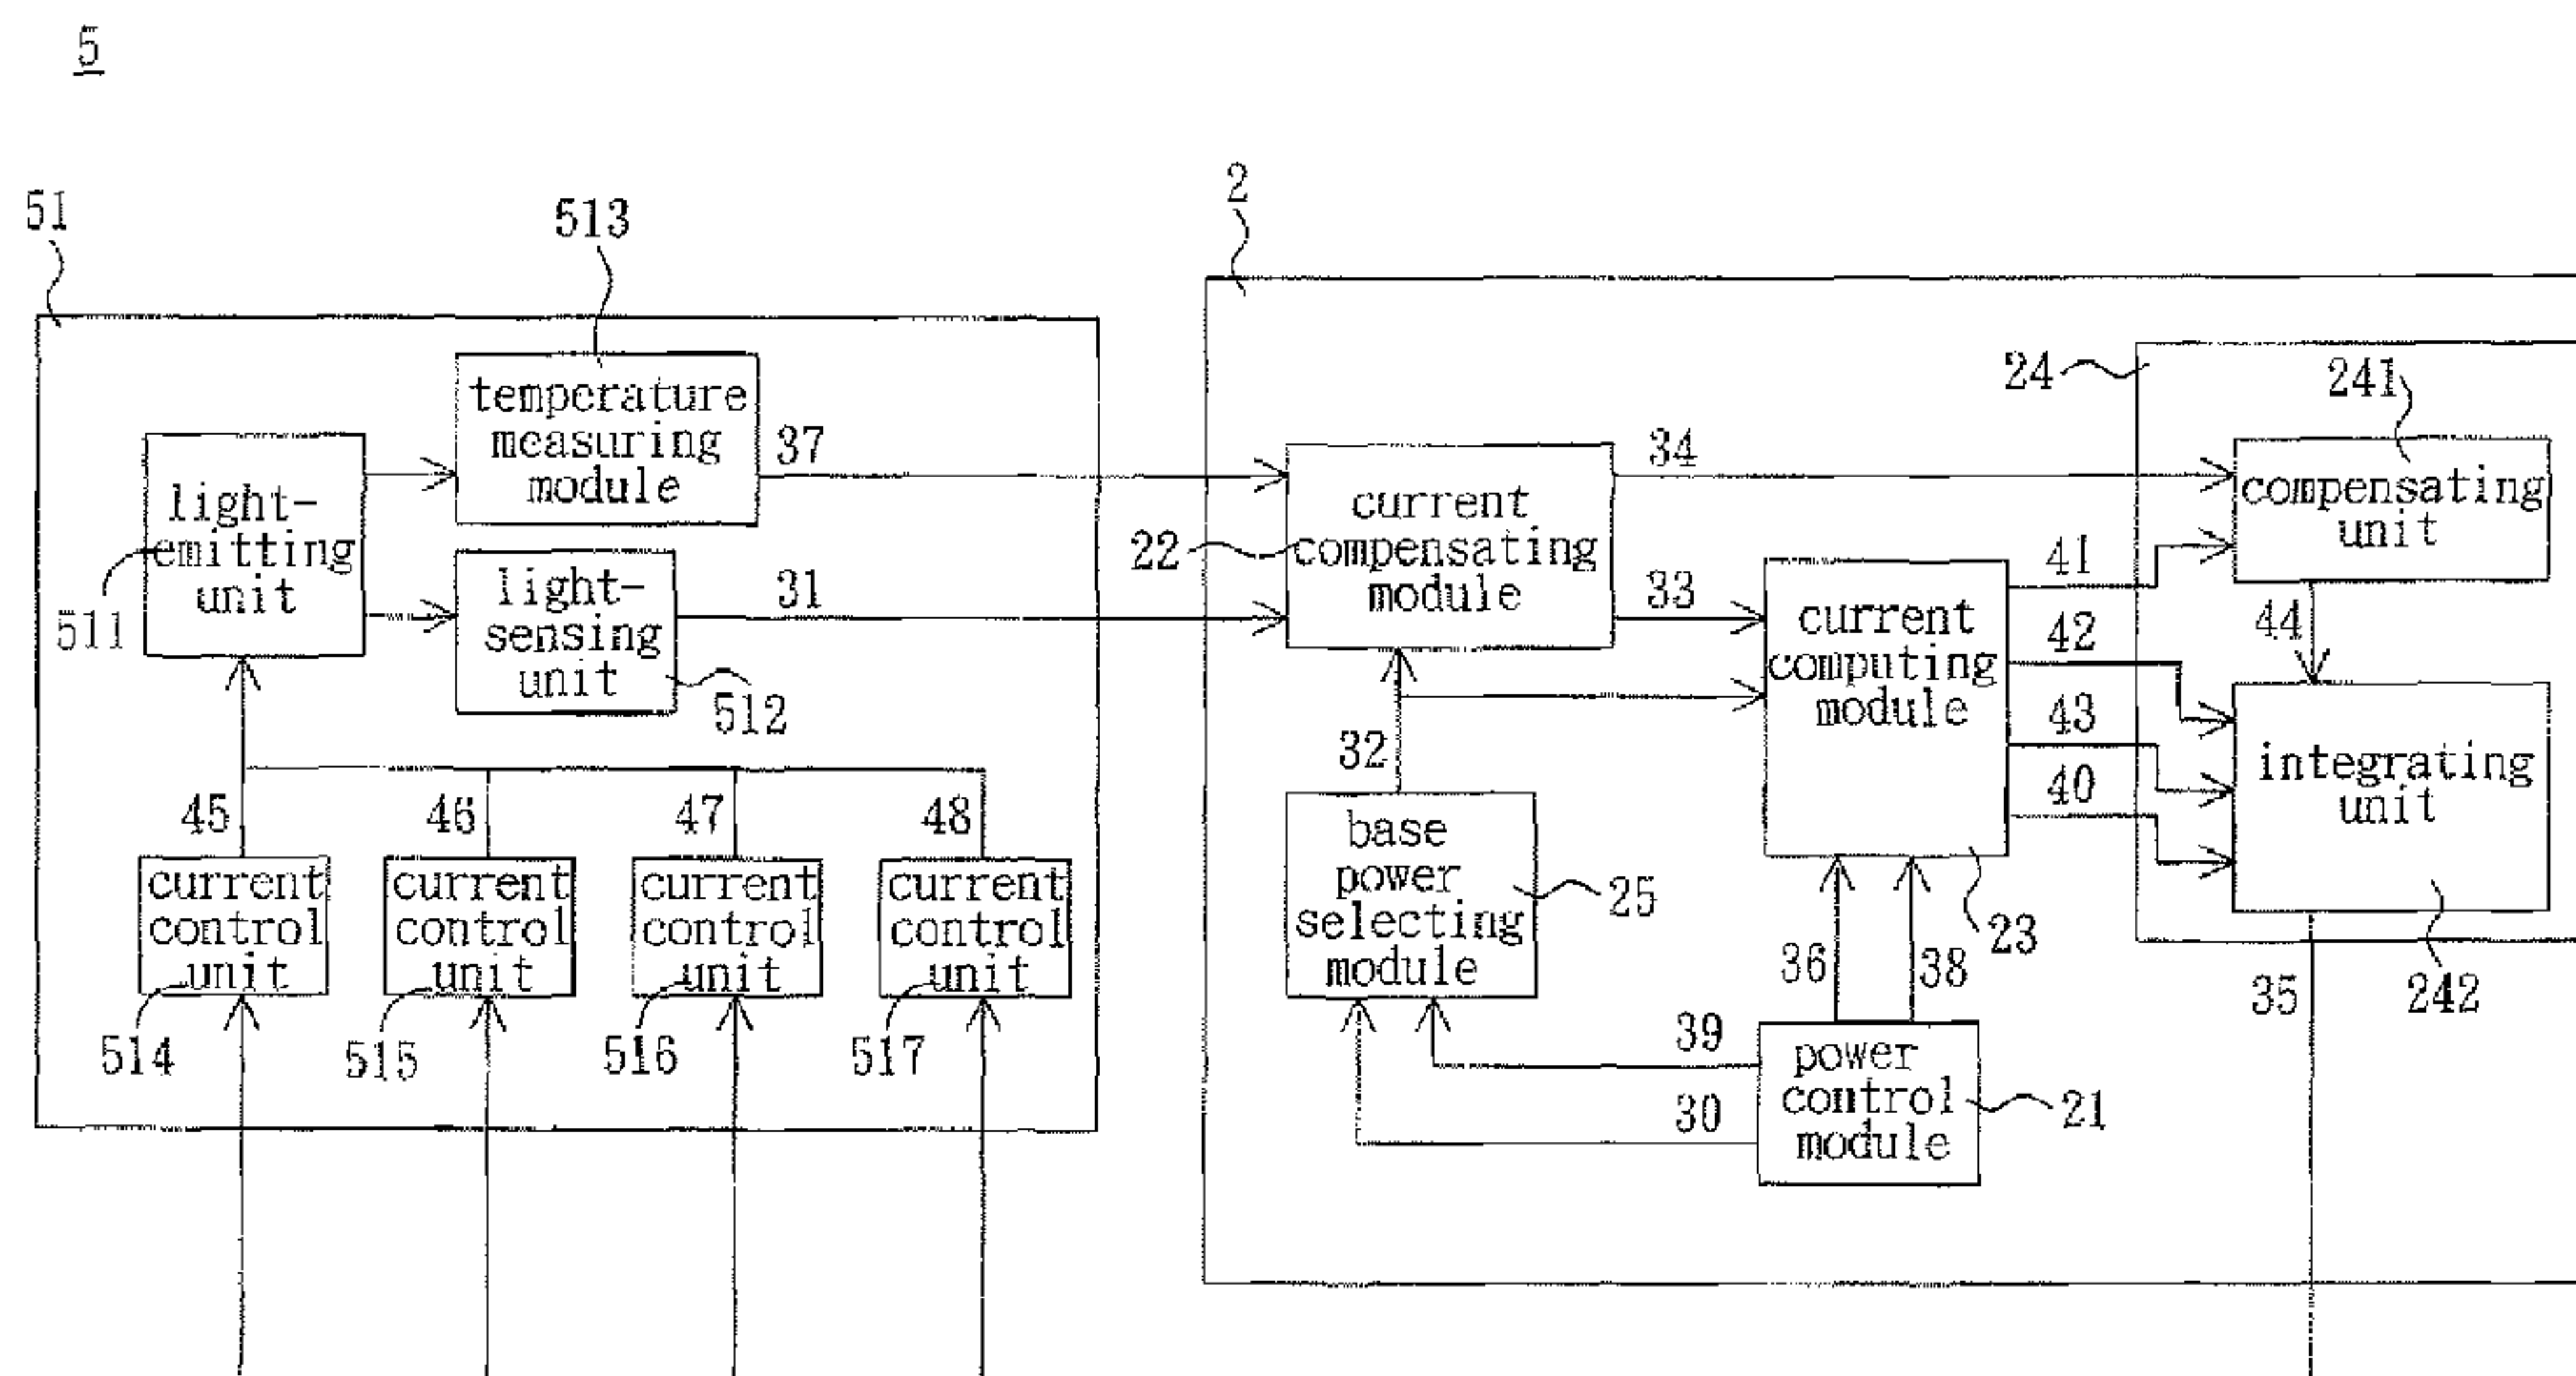 5
51
513
2
temperature
measuring
module
37
light-
emitting
unit
511
light-
sensing
unit
31
512
45
46
47
48
current
control
unit
current
control
unit
current
control
unit
current
control
unit
514
515
516
517
22
current
compensating
module
34
33
24
241
compensating
unit
41
42
43
40
44
current
computing
module
23
integrating
unit
242
32
base
power
selecting
module
25
36
38
39
30
power
control
module
21
35